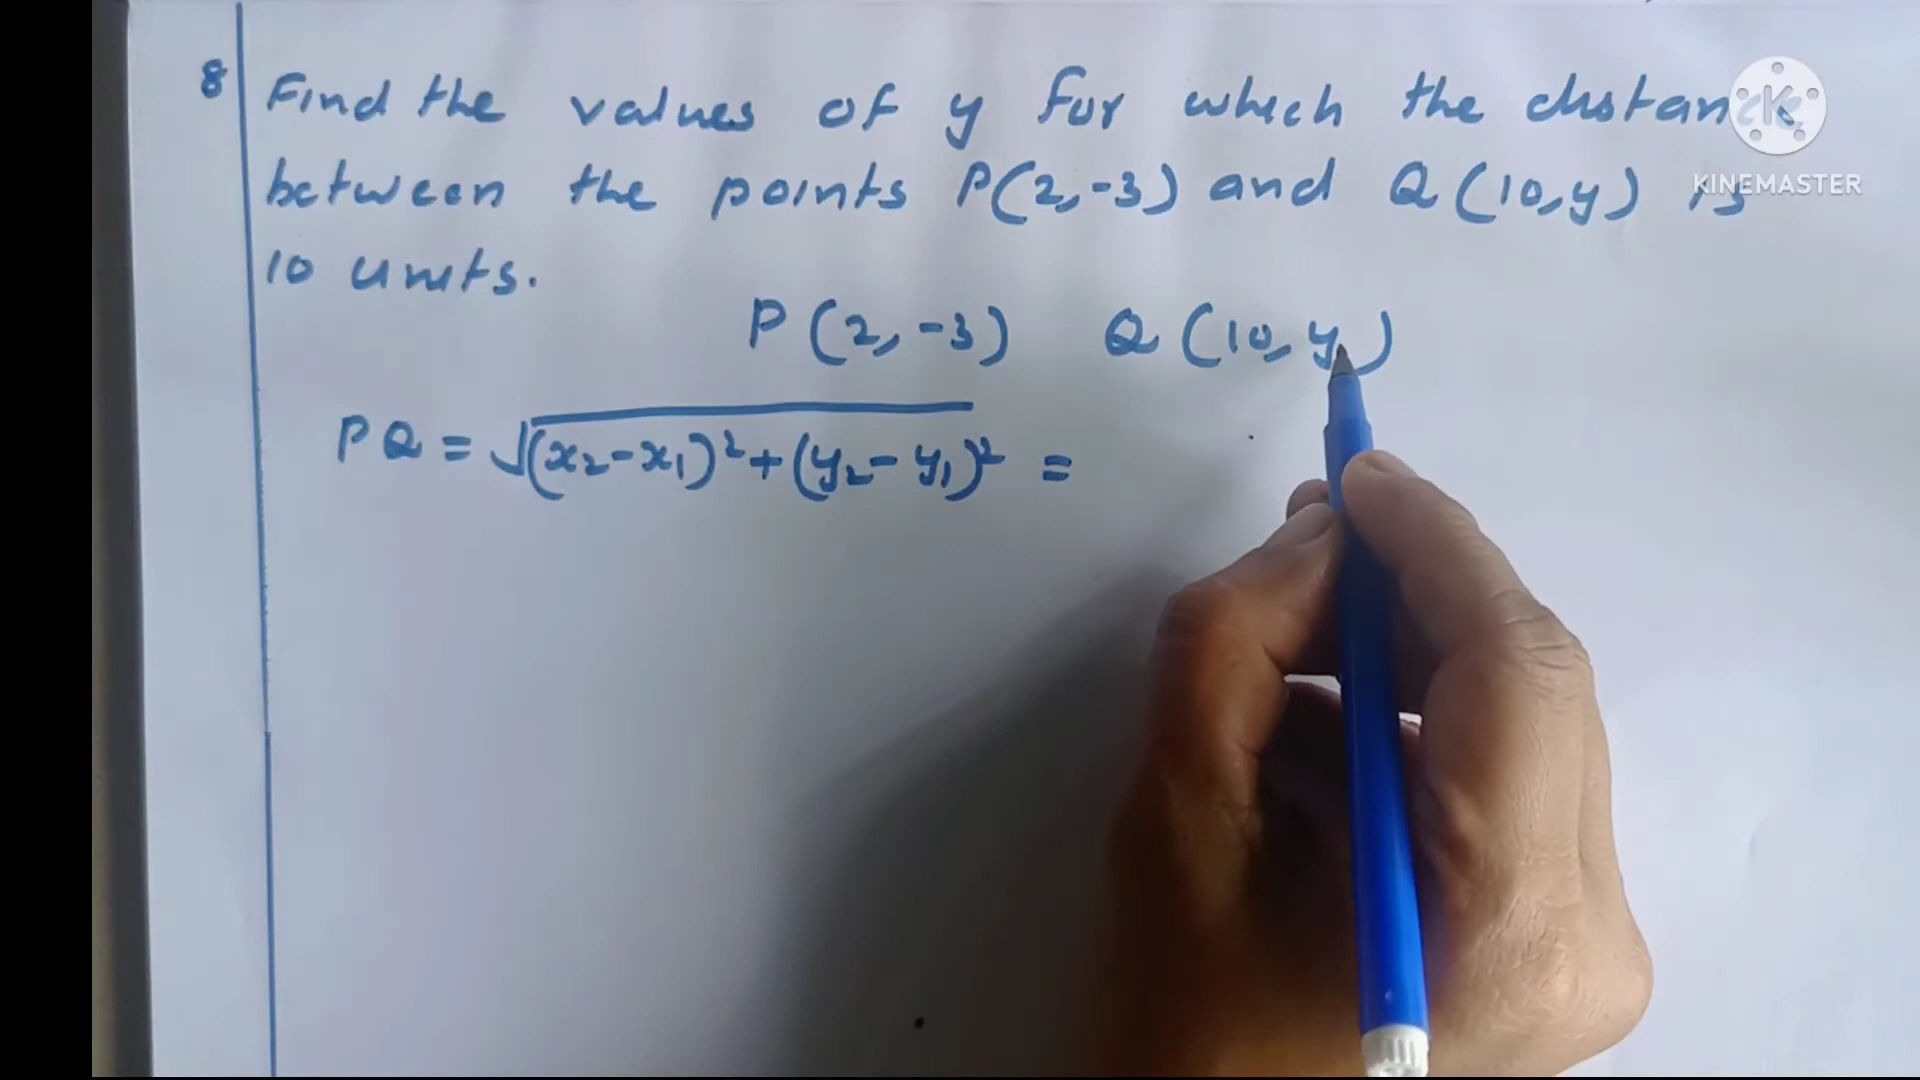 8 Find the values of y for which the distance
between the points P(2,-3) and Q(10,y) is
10 units.
P(2,-3) Q(10,y)
PQ = √(x₂-x₁)²+(y₂-y₁)² =
K
KINEMASTER